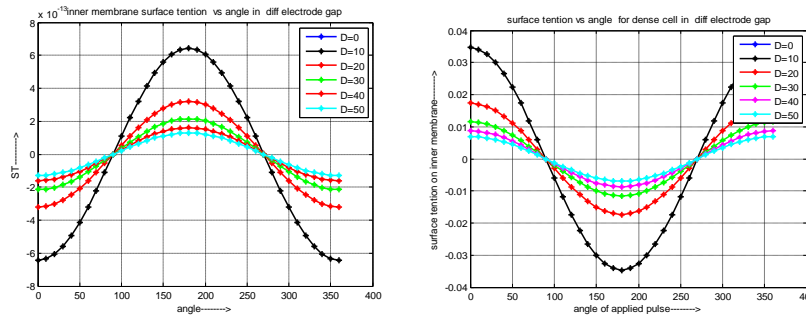 x 10^-13 inner membrane surface tention vs angle in diff electrode gap
8
6
4
2
0
-2
-4
-6
-8
ST-------->
0 50 100 150 200 250 300 350 400
angle-------->
D=0
D=10
D=20
D=30
D=40
D=50
surface tention vs angle for dense cell in diff electrode gap
0.04
0.03
0.02
0.01
0
-0.01
-0.02
-0.03
-0.04
surface tention on inner membrane----->
0 50 100 150 200 250 300 350 400
angle of applied pulse------->
D=0
D=10
D=20
D=30
D=40
D=50